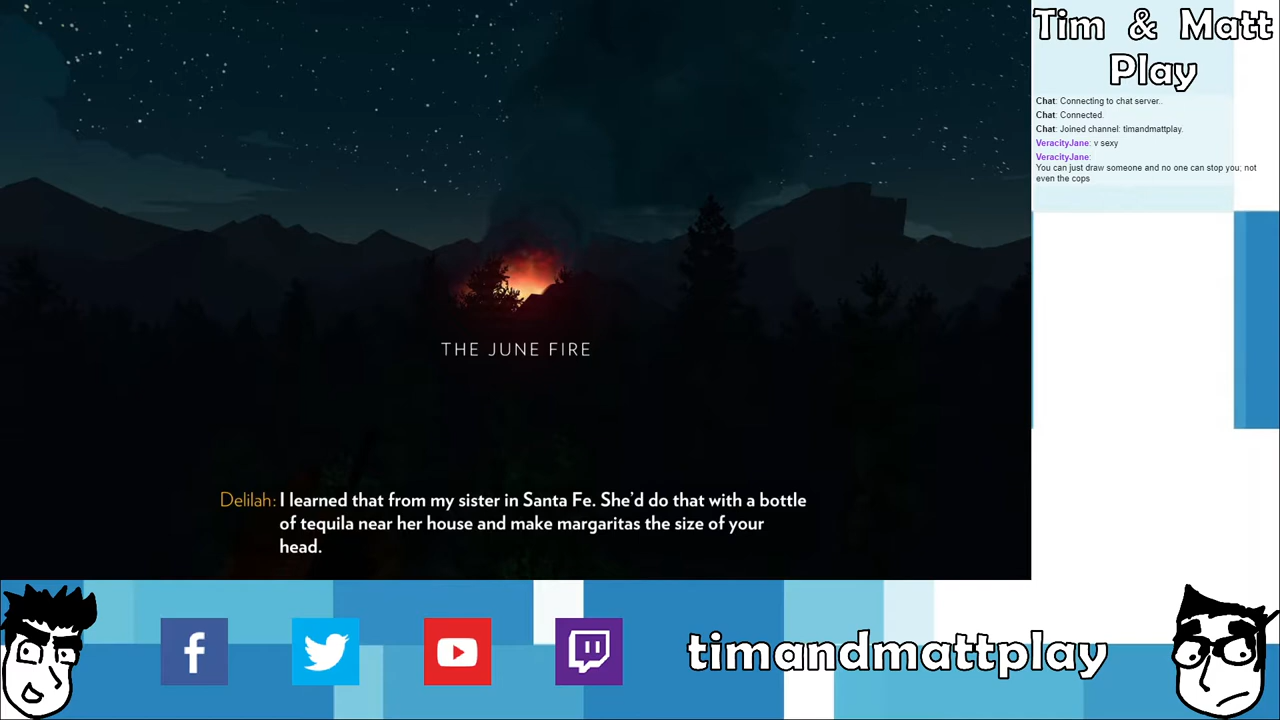 Tim & Matt
Play
Chat: Connecting to chat server..
Chat: Connected.
Chat: Joined channel: timandmattplay.
VeracityJane: v sexy
VeracityJane:
You can just draw someone and no one can stop you; not
even the cops
THE JUNE FIRE
Delilah: I learned that from my sister in Santa Fe. She'd do that with a bottle
of tequila near her house and make margaritas the size of your
head.
timandmattplay